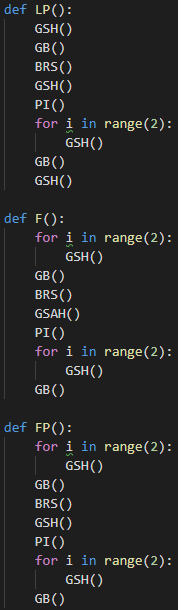 def LP():
    GSH()
    GB()
    BRS()
    GSH()
    PI()
    for i in range(2):
        GSH()
    GB()
    GSH()

def F():
    for i in range(2):
        GSH()
    GB()
    BRS()
    GSAH()
    PI()
    for i in range(2):
        GSH()
    GB()

def FP():
    for i in range(2):
        GSH()
    GB()
    BRS()
    GSH()
    PI()
    for i in range(2):
        GSH()
    GB()